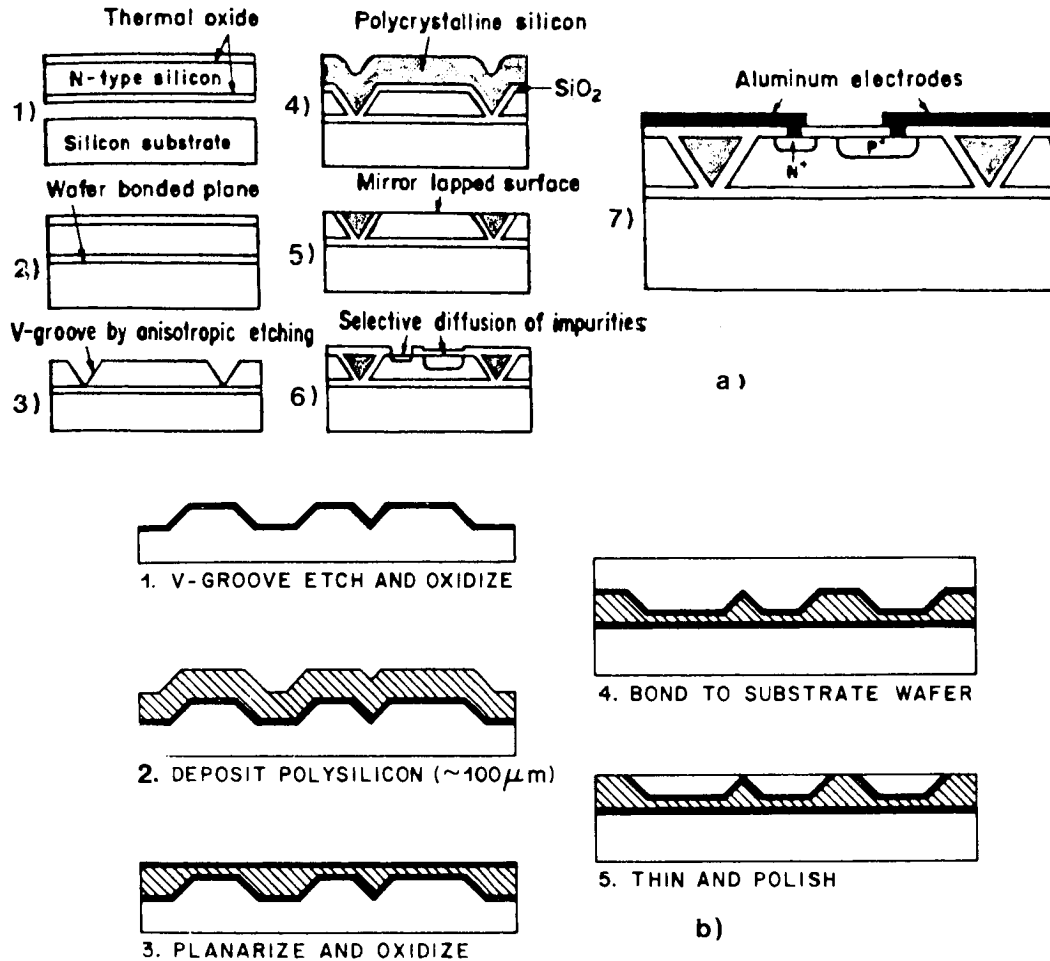 Thermal oxide
N-type silicon
1)
Silicon substrate
Wafer bonded plane
2)
V-groove by anisotropic etching
3)
Polycrystalline silicon
SiO₂
4)
Mirror lapped surface
5)
Selective diffusion of impurities
6)
Aluminum electrodes
N⁺
P⁺
7)
a)
1. V-GROOVE ETCH AND OXIDIZE
2. DEPOSIT POLYSILICON (~100μm)
3. PLANARIZE AND OXIDIZE
4. BOND TO SUBSTRATE WAFER
5. THIN AND POLISH
b)